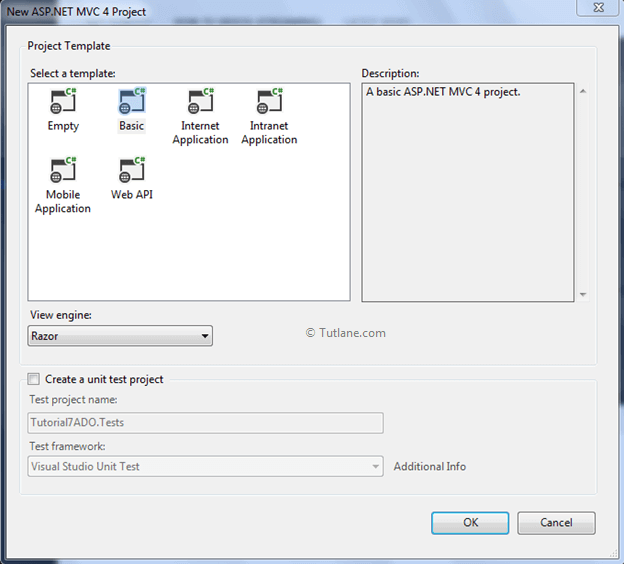 New ASP.NET MVC 4 Project
Project Template
Select a template:
Description:
C#
C#
C#
C#
A basic ASP.NET MVC 4 project.
Empty
Basic
Internet Application
Intranet Application
C#
C#
Mobile Application
Web API
View engine:
Razor
© Tutlane.com
Create a unit test project
Test project name:
Tutorial7ADO.Tests
Test framework:
Visual Studio Unit Test
Additional Info
OK
Cancel